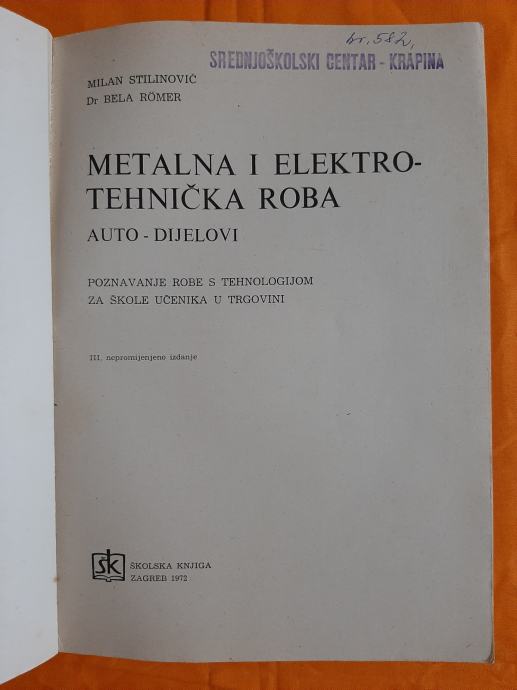 br. 582,
SREDNJOŠKOLSKI CENTAR - KRAPINA
MILAN STILINOVIĆ
Dr BELA RÖMER
METALNA I ELEKTRO-
TEHNIČKA ROBA
AUTO - DIJELOVI
POZNAVANJE ROBE S TEHNOLOGIJOM
ZA ŠKOLE UČENIKA U TRGOVINI
III, nepromijenjeno izdanje
šk
ŠKOLSKA KNJIGA
ZAGREB 1972